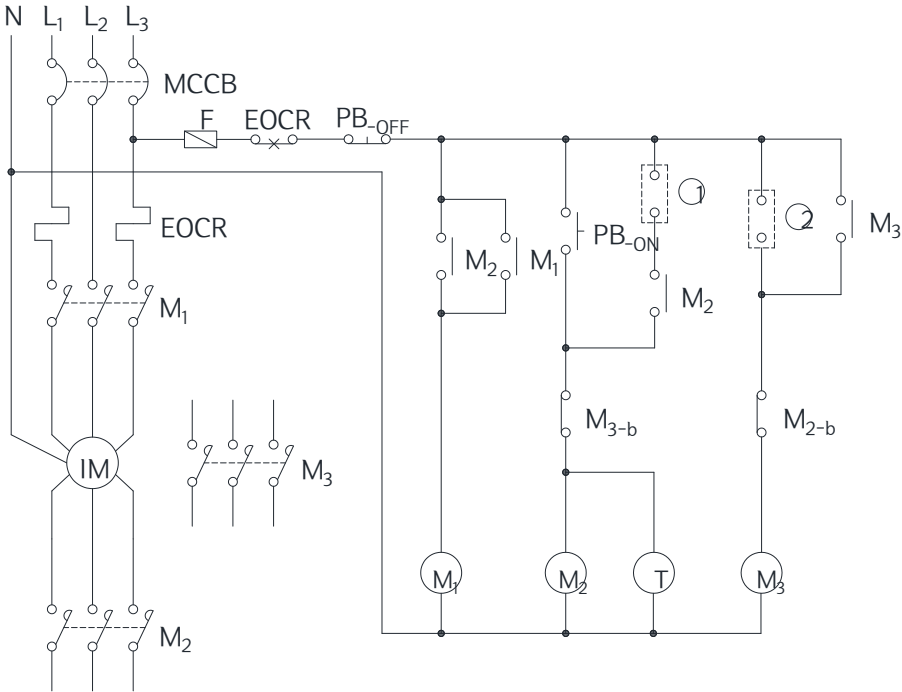 N L₁ L₂ L₃
MCCB
F EOCR PB-OFF
① 
② M₃
EOCR
PB-ON
M₂ M₁
M₁
M₂
M₃-b M₂-b
IM M₃
M₁ M₂ T M₃
M₂